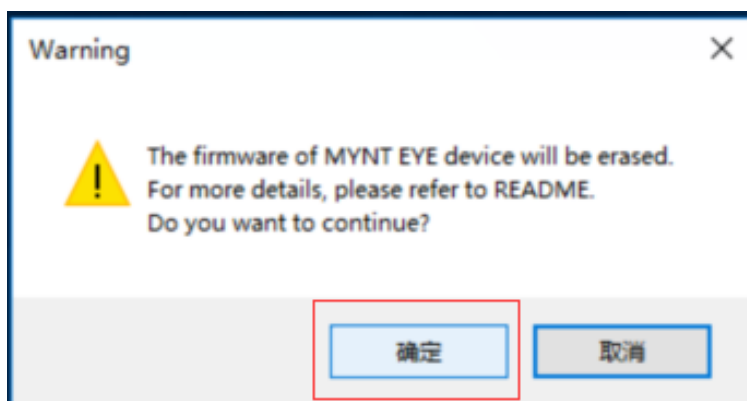 Warning
The firmware of MYNT EYE device will be erased.
For more details, please refer to README.
Do you want to continue?
确定
取消